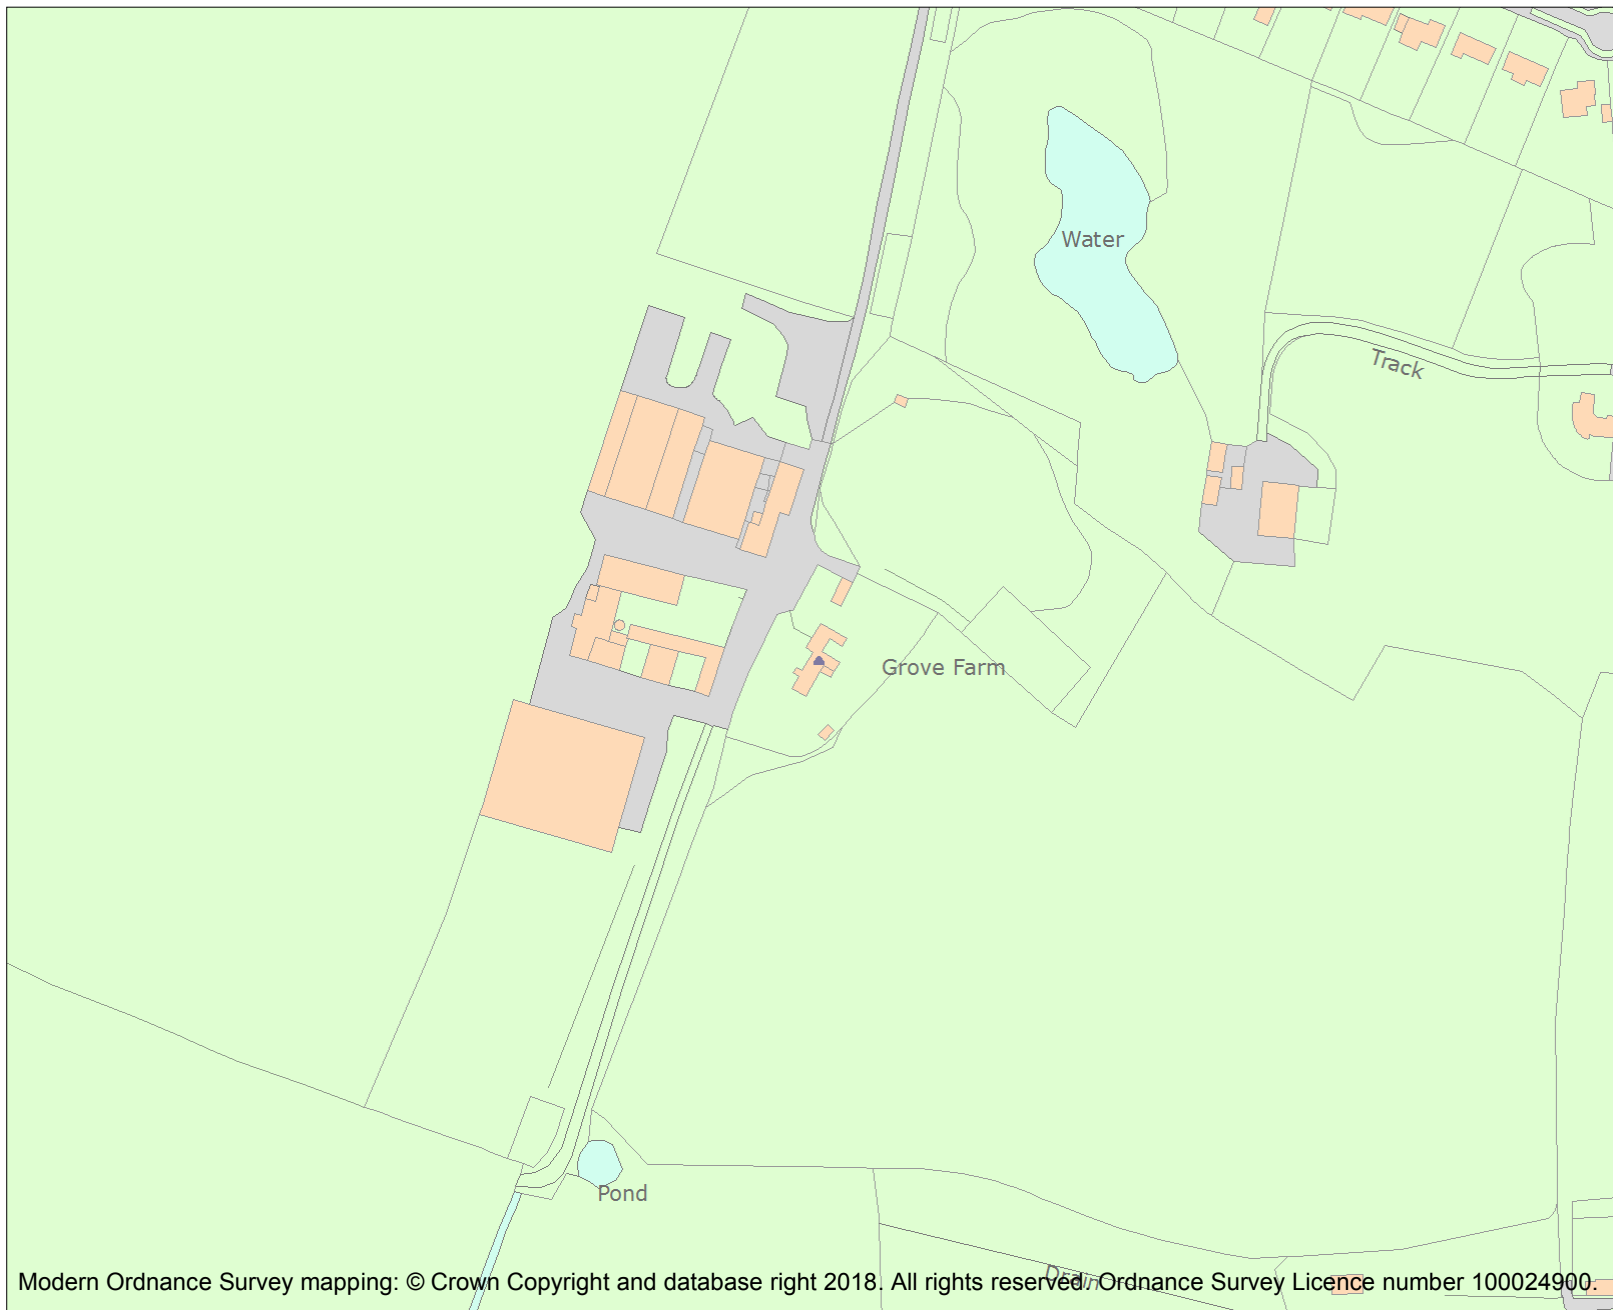 Water
Track
Grove Farm
Pond
Drain
Modern Ordnance Survey mapping: © Crown Copyright and database right 2018. All rights reserved. Ordnance Survey Licence number 100024900.